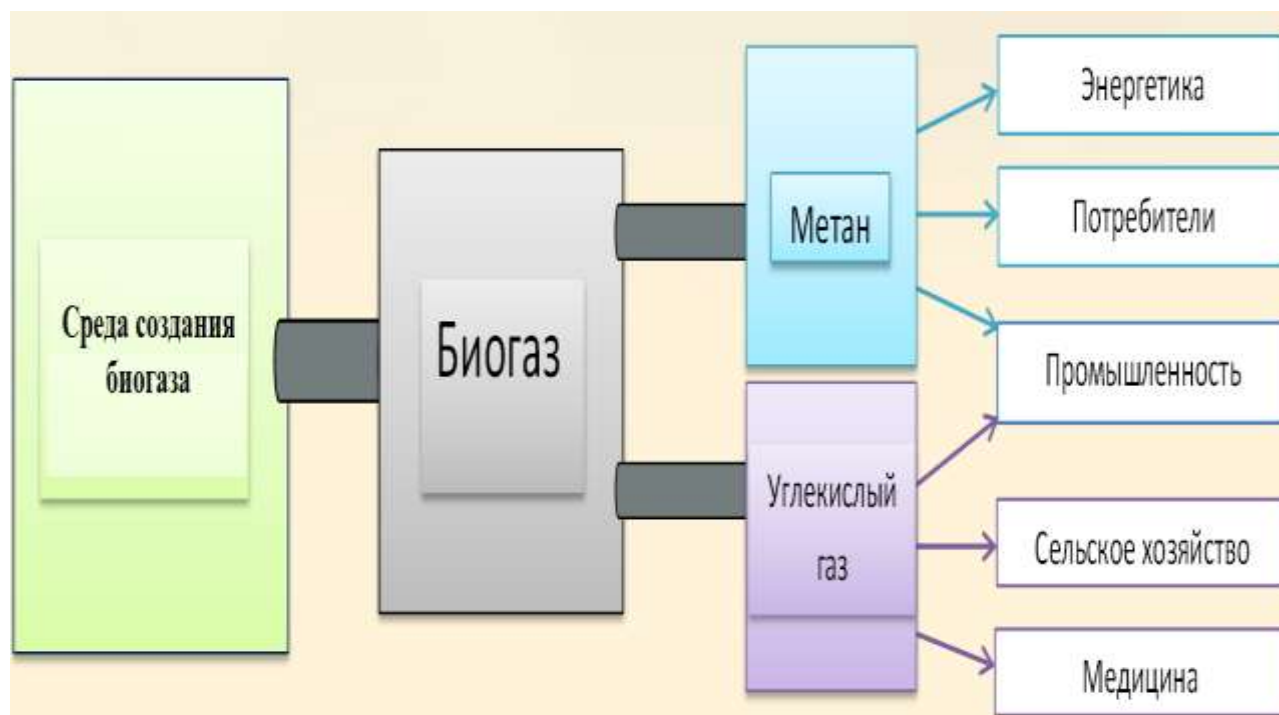 Среда создания
биогаза
Биогаз
Метан
Углекислый
газ
Энергетика
Потребители
Промышленность
Сельское хозяйство
Медицина